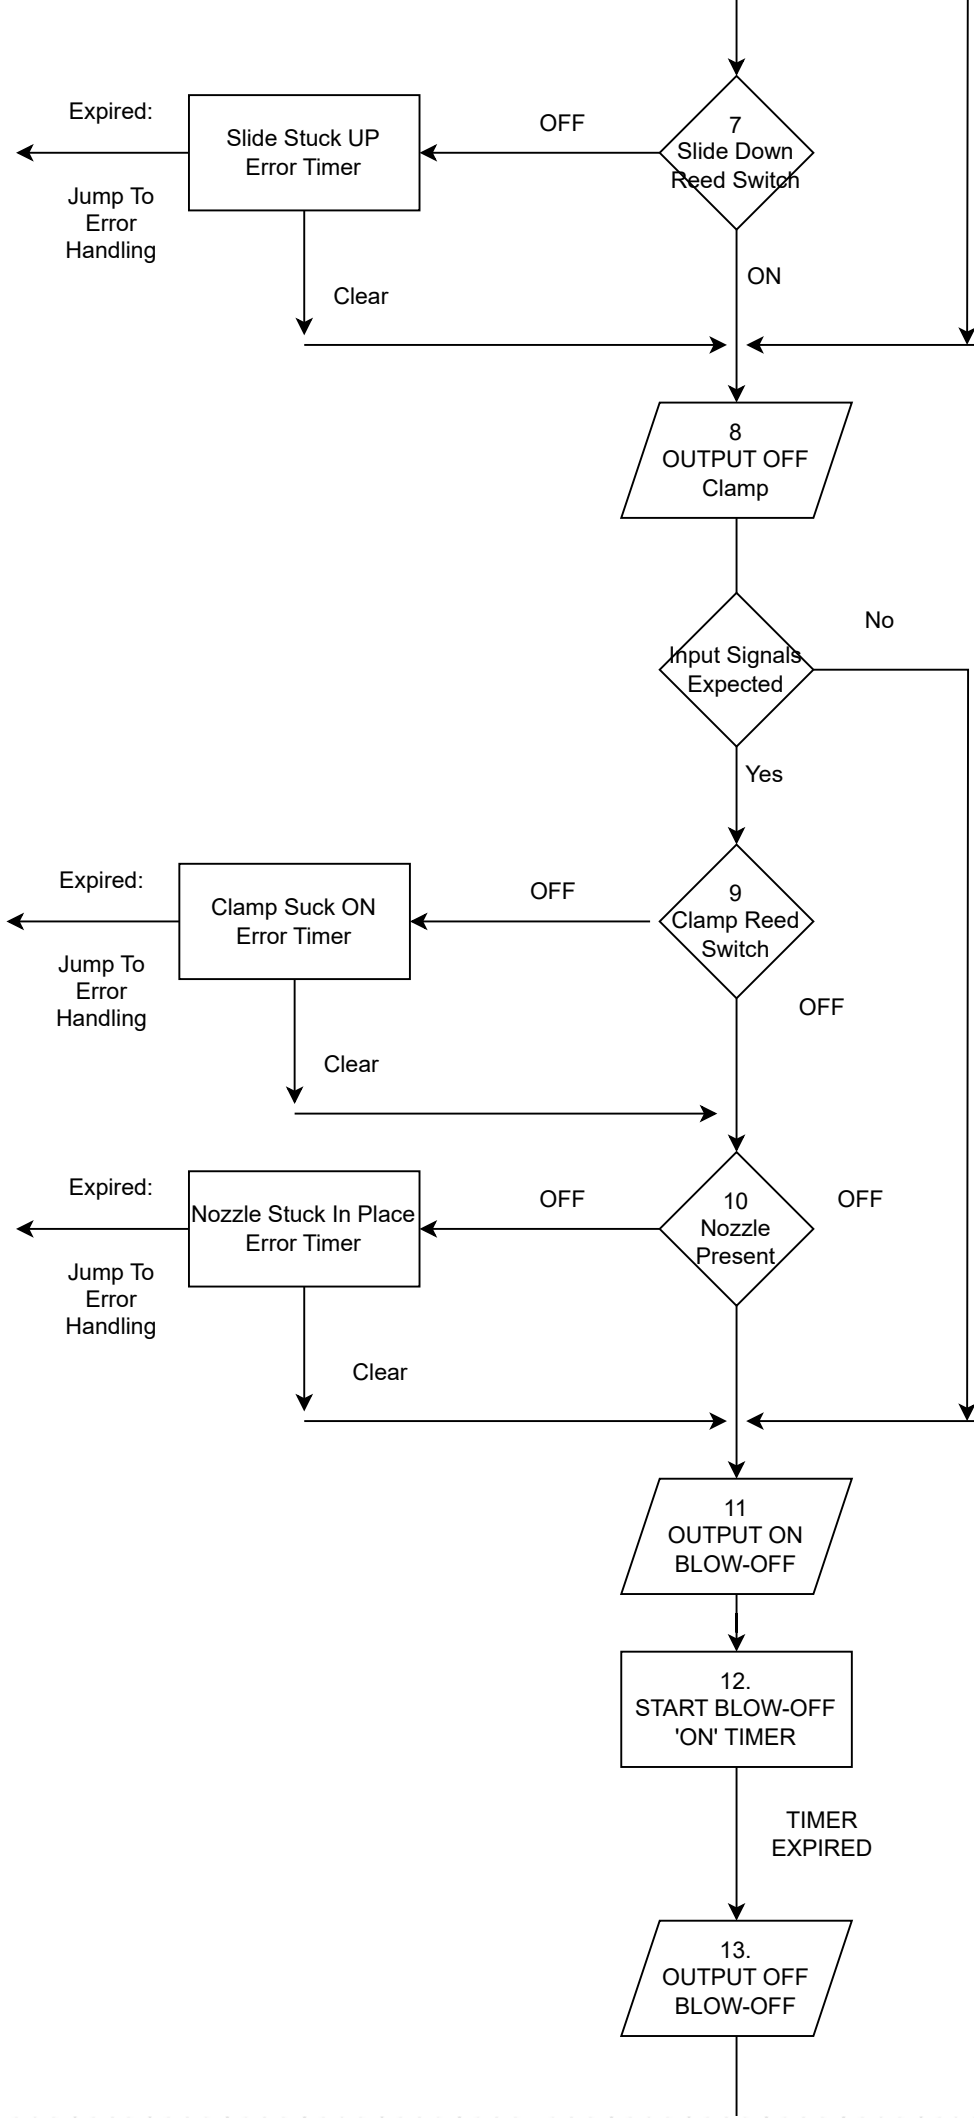 7
Slide Down
Reed Switch
OFF
Slide Stuck UP
Error Timer
Expired:
Jump To
Error
Handling
Clear
ON
8
OUTPUT OFF
Clamp
Input Signals
Expected
No
Yes
9
Clamp Reed
Switch
OFF
Clamp Suck ON
Error Timer
Expired:
Jump To
Error
Handling
Clear
OFF
10
Nozzle
Present
OFF
OFF
Nozzle Stuck In Place
Error Timer
Expired:
Jump To
Error
Handling
Clear
11
OUTPUT ON
BLOW-OFF
12.
START BLOW-OFF
'ON' TIMER
TIMER
EXPIRED
13.
OUTPUT OFF
BLOW-OFF